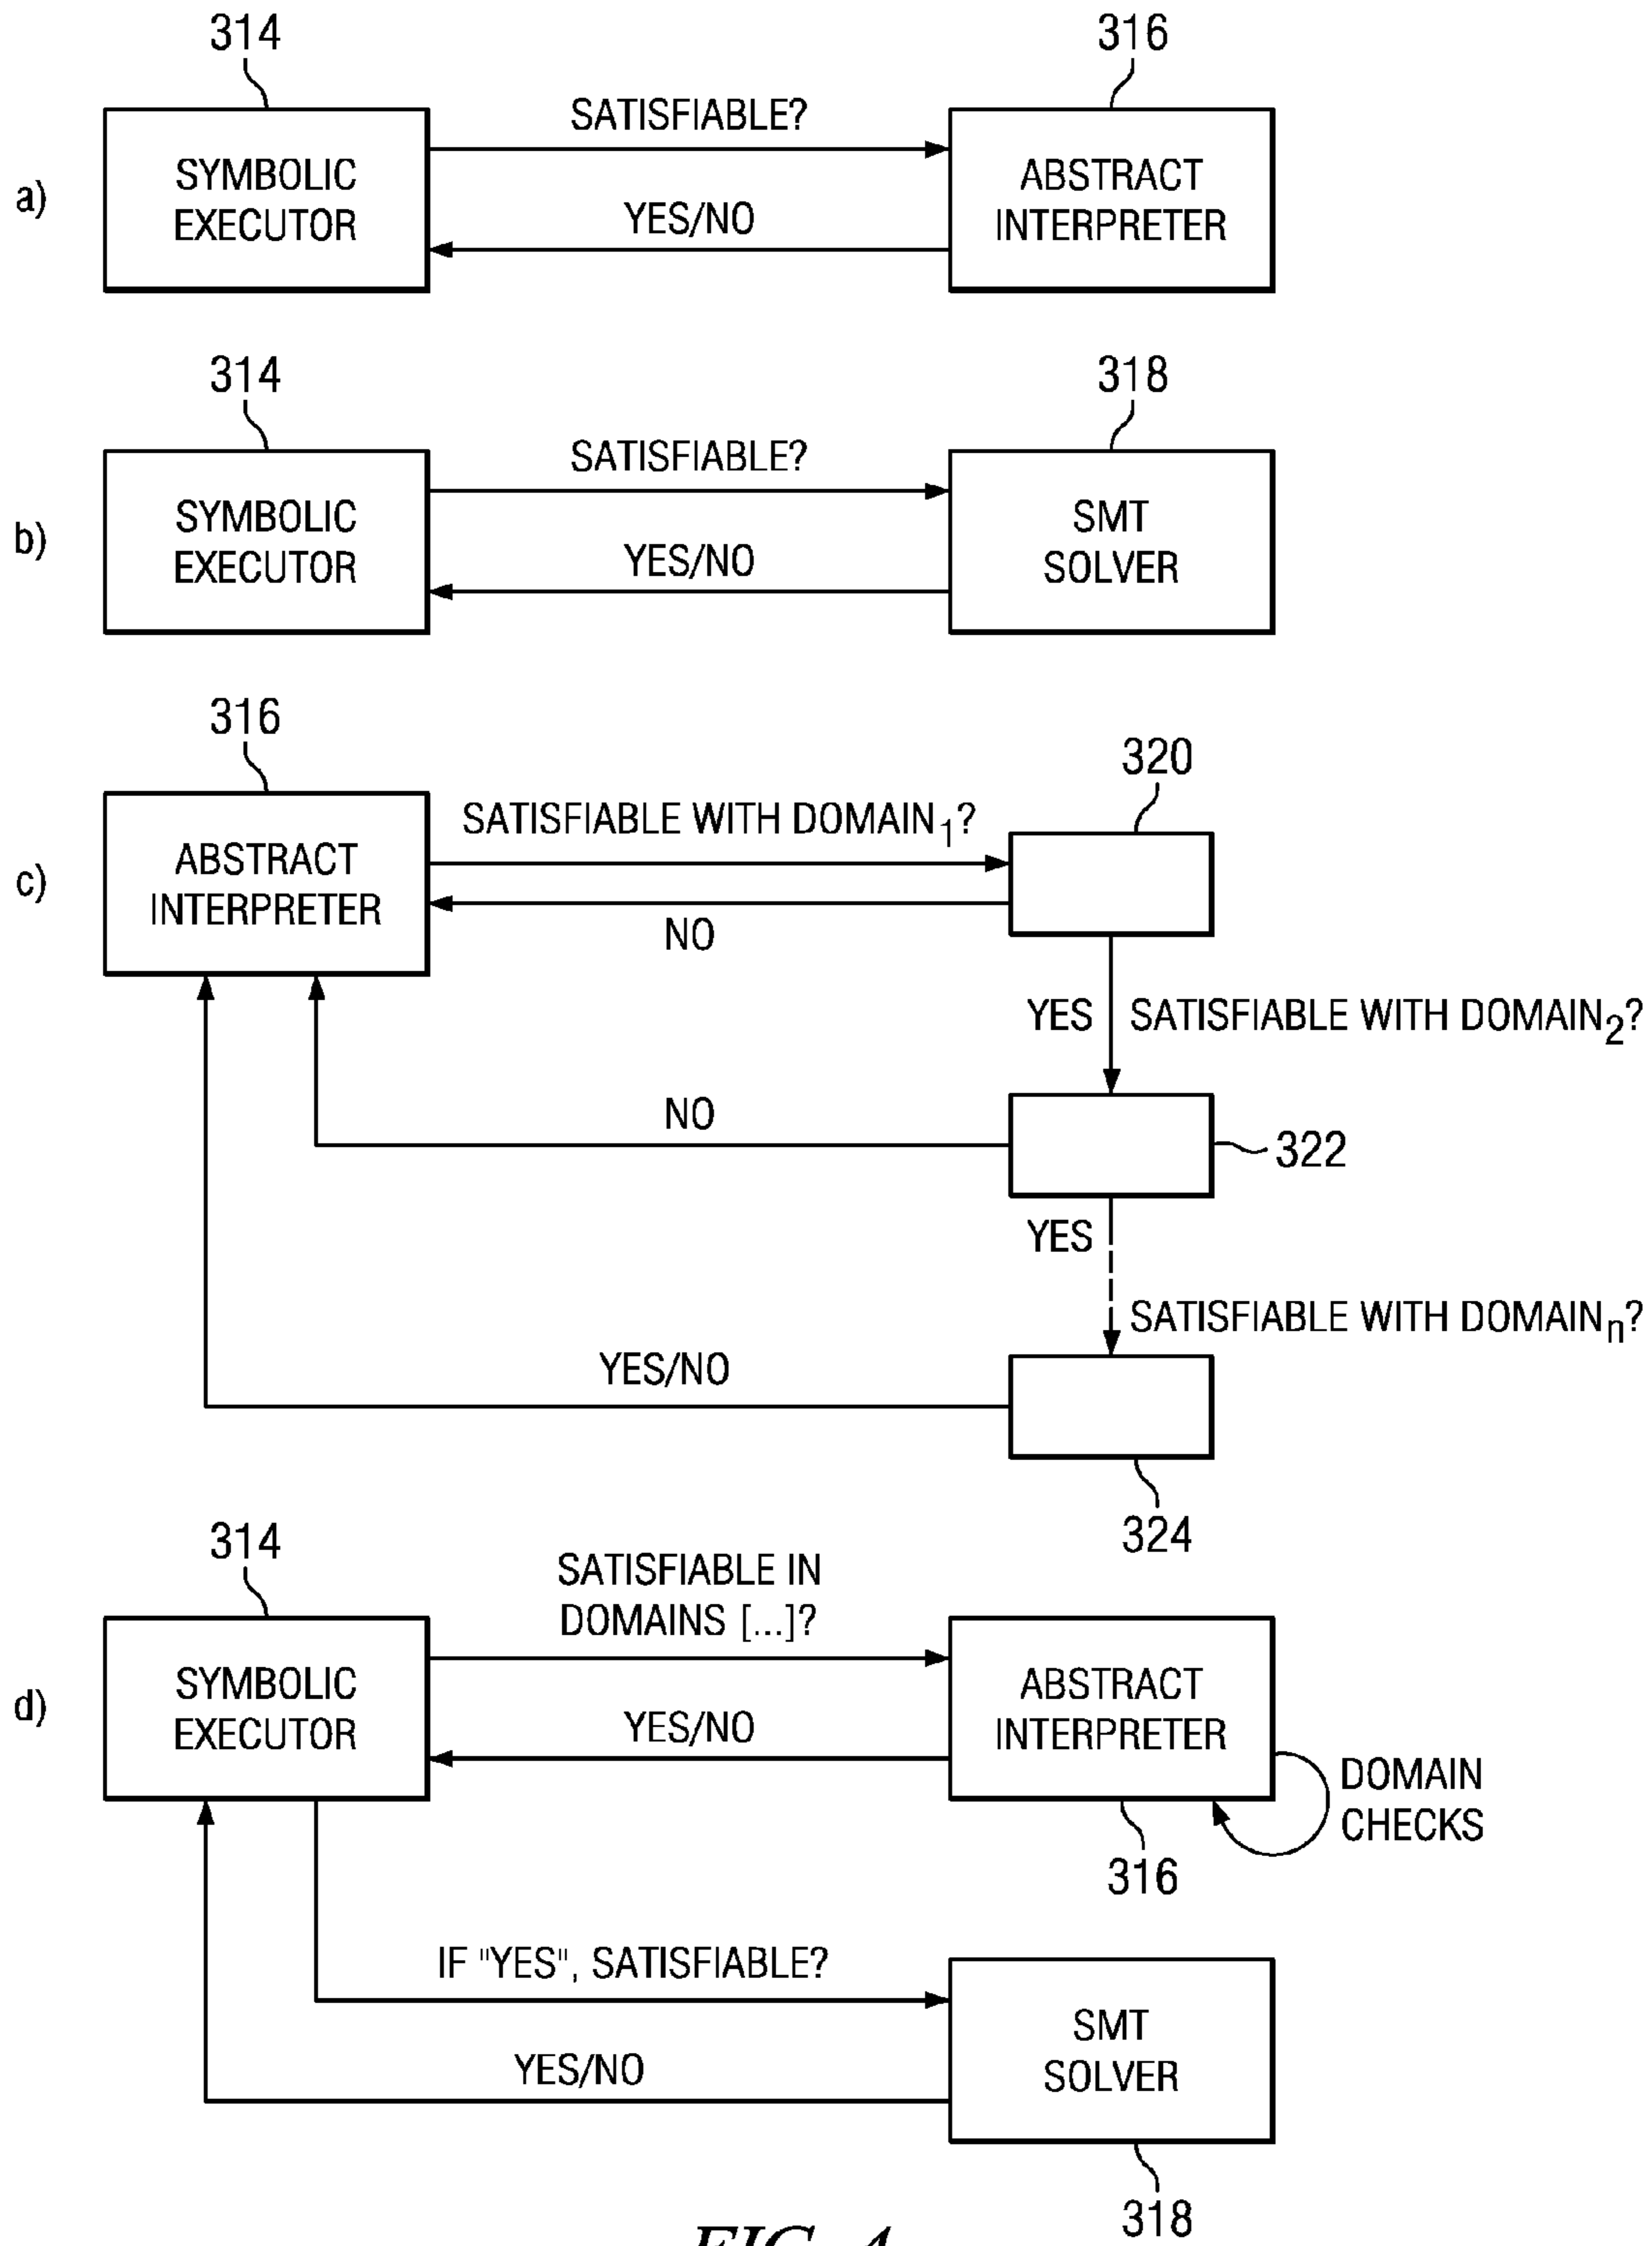 314
316
SATISFIABLE?
a)
SYMBOLIC
EXECUTOR
YES/NO
ABSTRACT
INTERPRETER
314
318
SATISFIABLE?
b)
SYMBOLIC
EXECUTOR
YES/NO
SMT
SOLVER
316
320
SATISFIABLE WITH DOMAIN1?
c)
ABSTRACT
INTERPRETER
NO
YES
SATISFIABLE WITH DOMAIN2?
NO
322
YES
SATISFIABLE WITH DOMAINn?
YES/NO
324
314
SATISFIABLE IN
DOMAINS [...]?
d)
SYMBOLIC
EXECUTOR
YES/NO
ABSTRACT
INTERPRETER
DOMAIN
CHECKS
316
IF "YES", SATISFIABLE?
SMT
SOLVER
YES/NO
318
FIG. 4